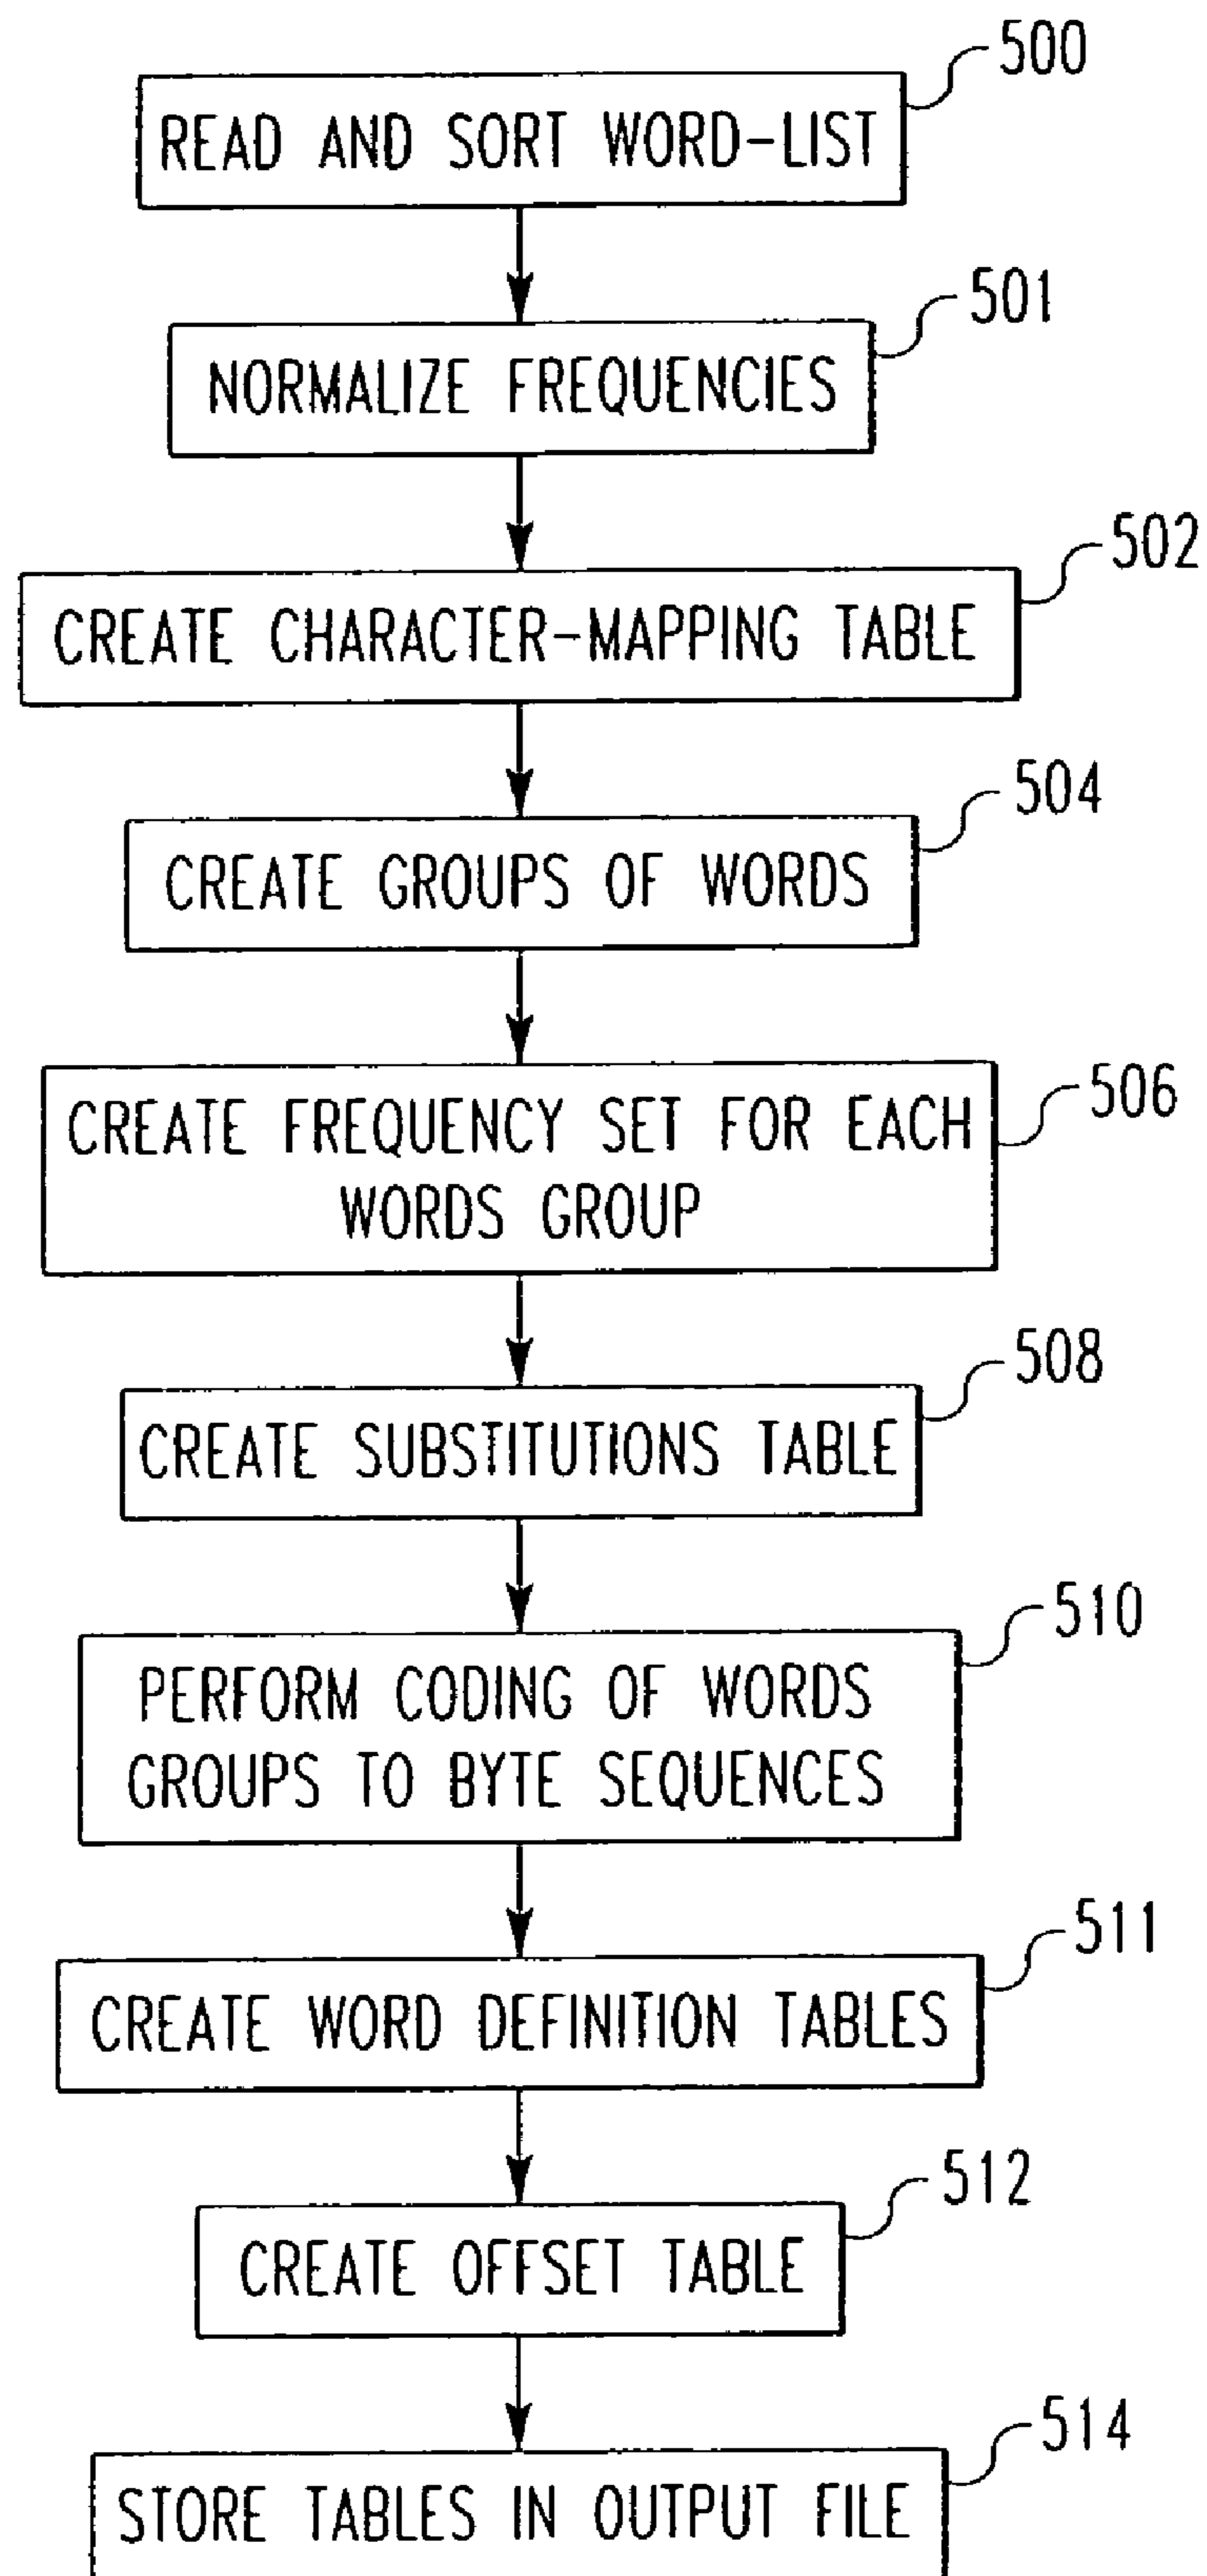 500
READ AND SORT WORD-LIST
501
NORMALIZE FREQUENCIES
502
CREATE CHARACTER-MAPPING TABLE
504
CREATE GROUPS OF WORDS
506
CREATE FREQUENCY SET FOR EACH
WORDS GROUP
508
CREATE SUBSTITUTIONS TABLE
510
PERFORM CODING OF WORDS
GROUPS TO BYTE SEQUENCES
511
CREATE WORD DEFINITION TABLES
512
CREATE OFFSET TABLE
514
STORE TABLES IN OUTPUT FILE